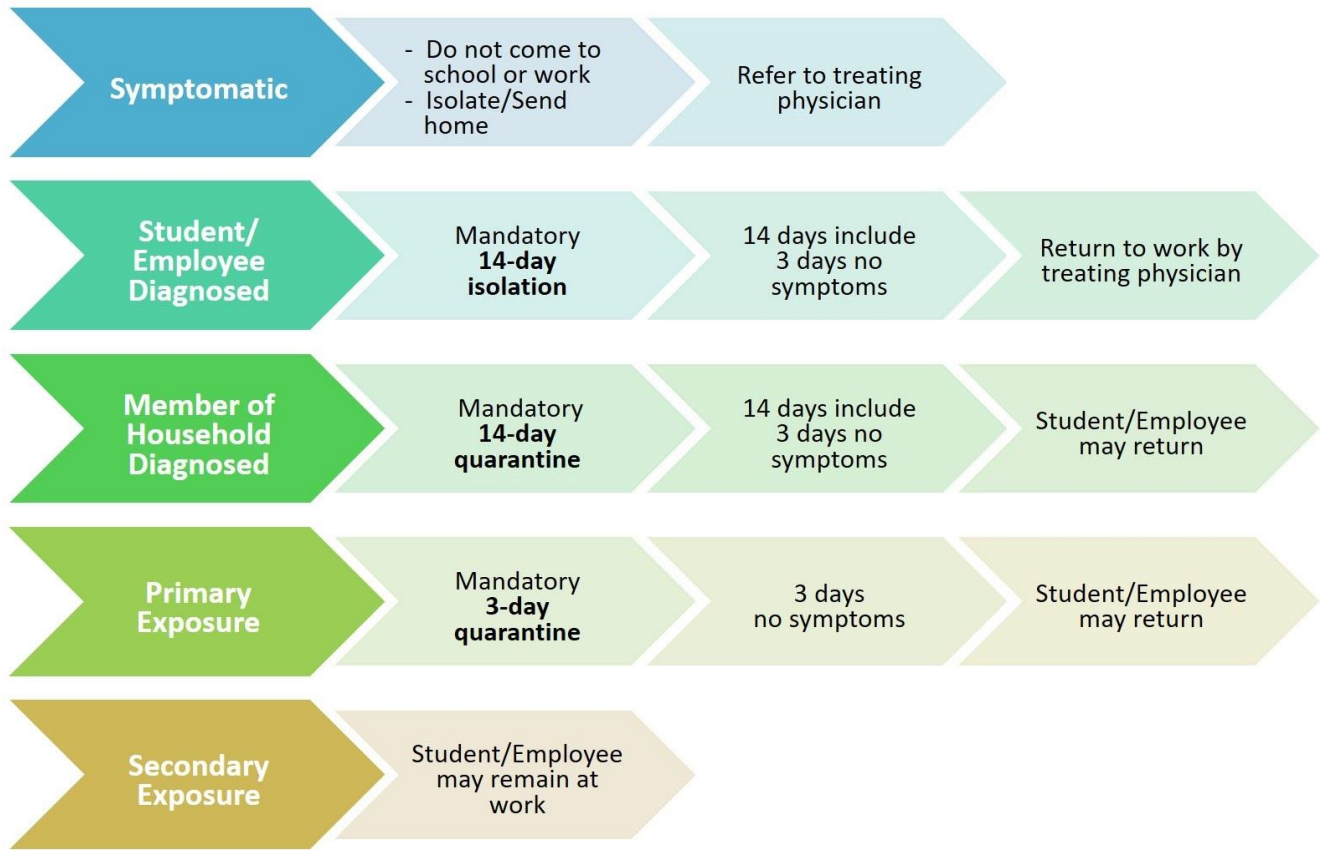 Symptomatic
- Do not come to
school or work
- Isolate/Send
home
Refer to treating
physician
Student/
Employee
Diagnosed
Mandatory
14-day
isolation
14 days include
3 days no
symptoms
Return to work by
treating physician
Member of
Household
Diagnosed
Mandatory
14-day
quarantine
14 days include
3 days no
symptoms
Student/Employee
may return
Primary
Exposure
Mandatory
3-day
quarantine
3 days
no symptoms
Student/Employee
may return
Secondary
Exposure
Student/Employee
may remain at
work